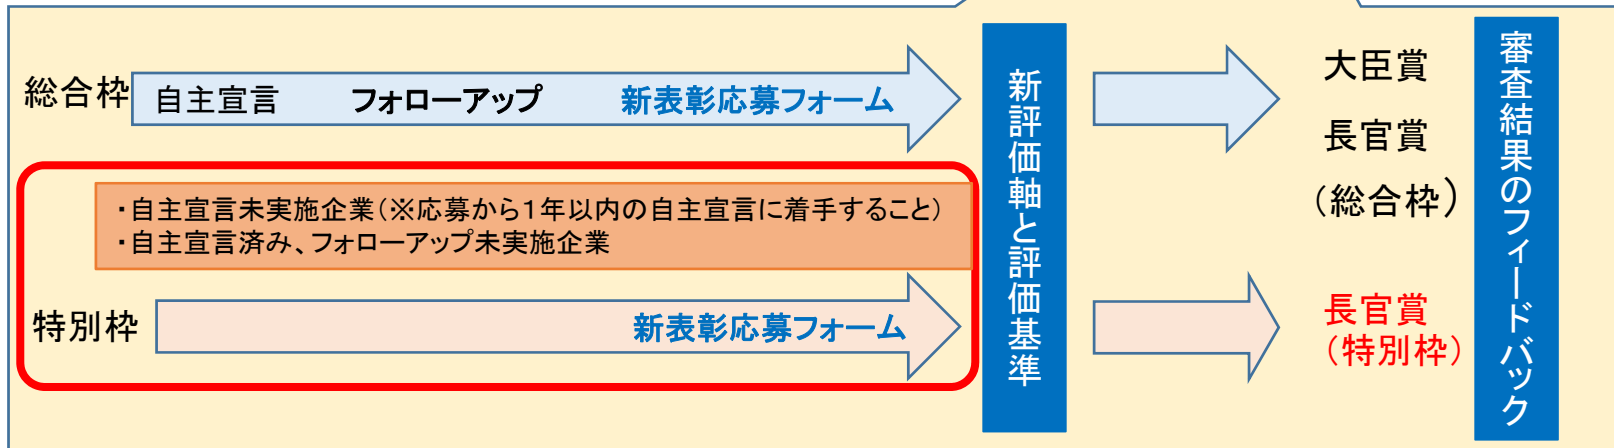 総合枠
自主宣言 フォローアップ 新表彰応募フォーム
・自主宣言未実施企業(※応募から1年以内の自主宣言に着手すること)
・自主宣言済み、フォローアップ未実施企業
特別枠
新表彰応募フォーム
新評価軸と評価基準
大臣賞
長官賞
(総合枠)
長官賞
(特別枠)
審査結果のフィードバック